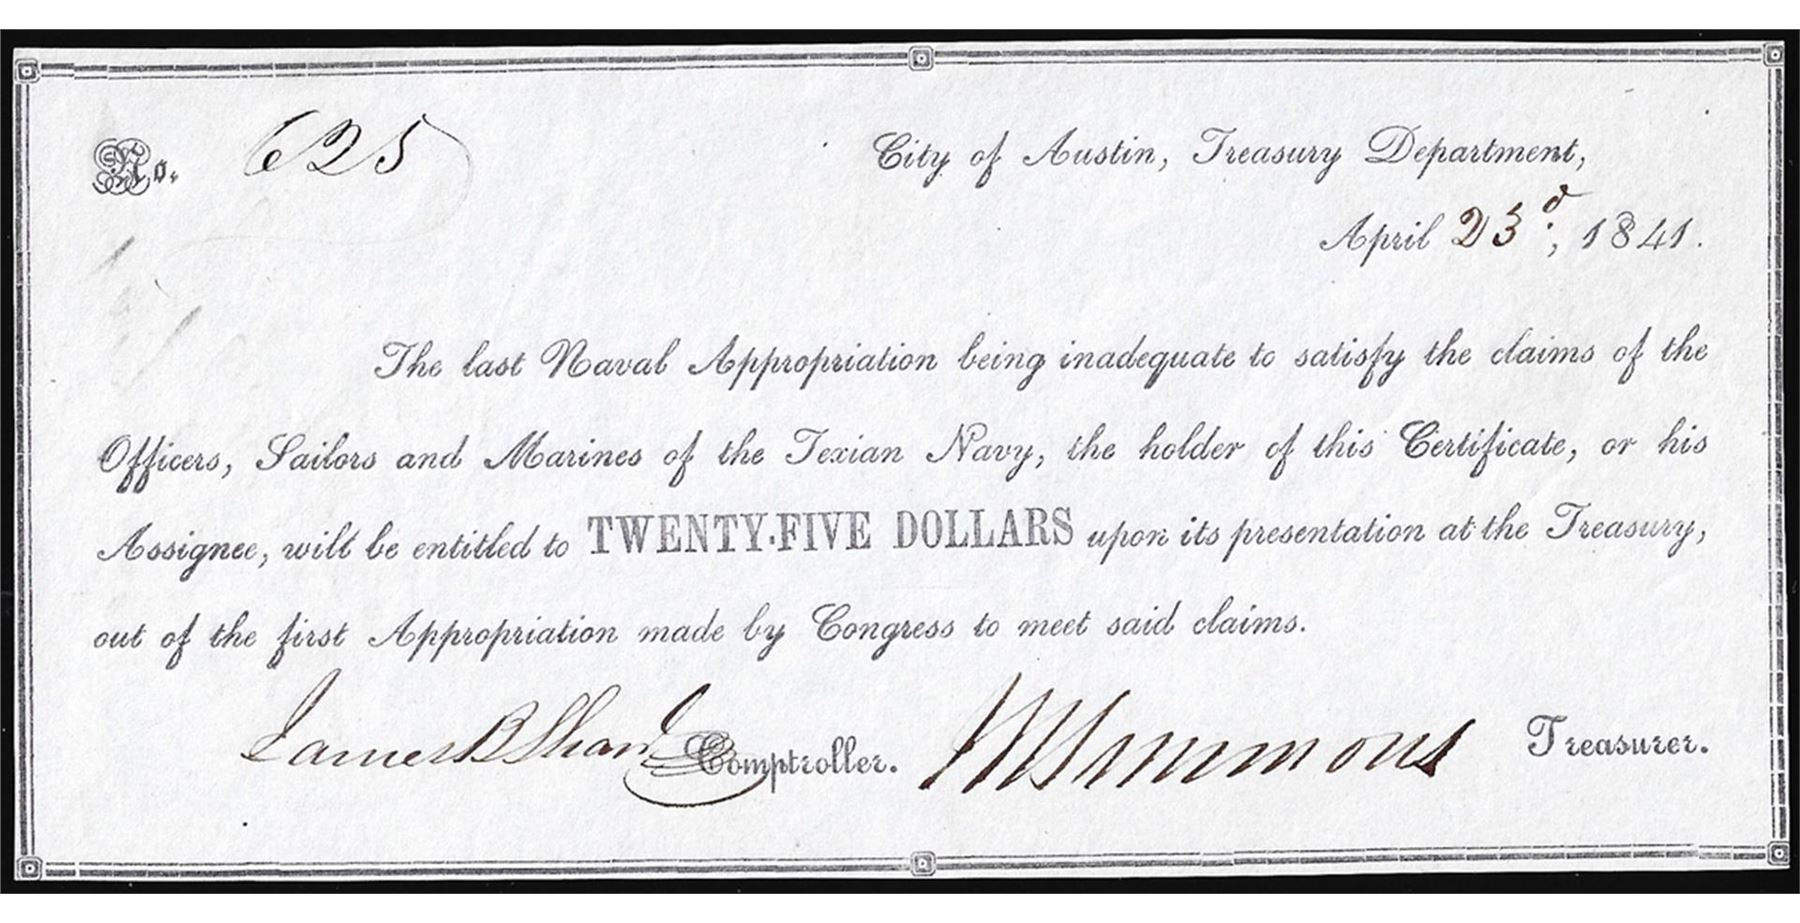 No. 625
City of Austin, Treasury Department,
April 23d, 1841.
The last Naval Appropriation being inadequate to satisfy the claims of the
Officers, Sailors and Marines of the Texian Navy, the holder of this Certificate, or his
Assignee, will be entitled to TWENTY-FIVE DOLLARS upon its presentation at the Treasury,
out of the first Appropriation made by Congress to meet said claims.
James B Shaw Comptroller. Simmons Treasurer.